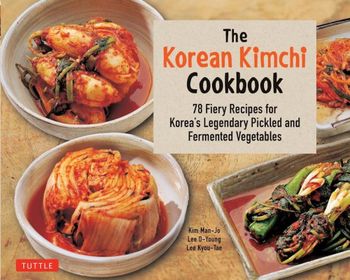 The
Korean Kimchi
Cookbook
78 Fiery Recipes for
Korea's Legendary Pickled and
Fermented Vegetables
Kim Man-Jo
Lee O-Young
Lee Kyou-Tae
TUTTLE